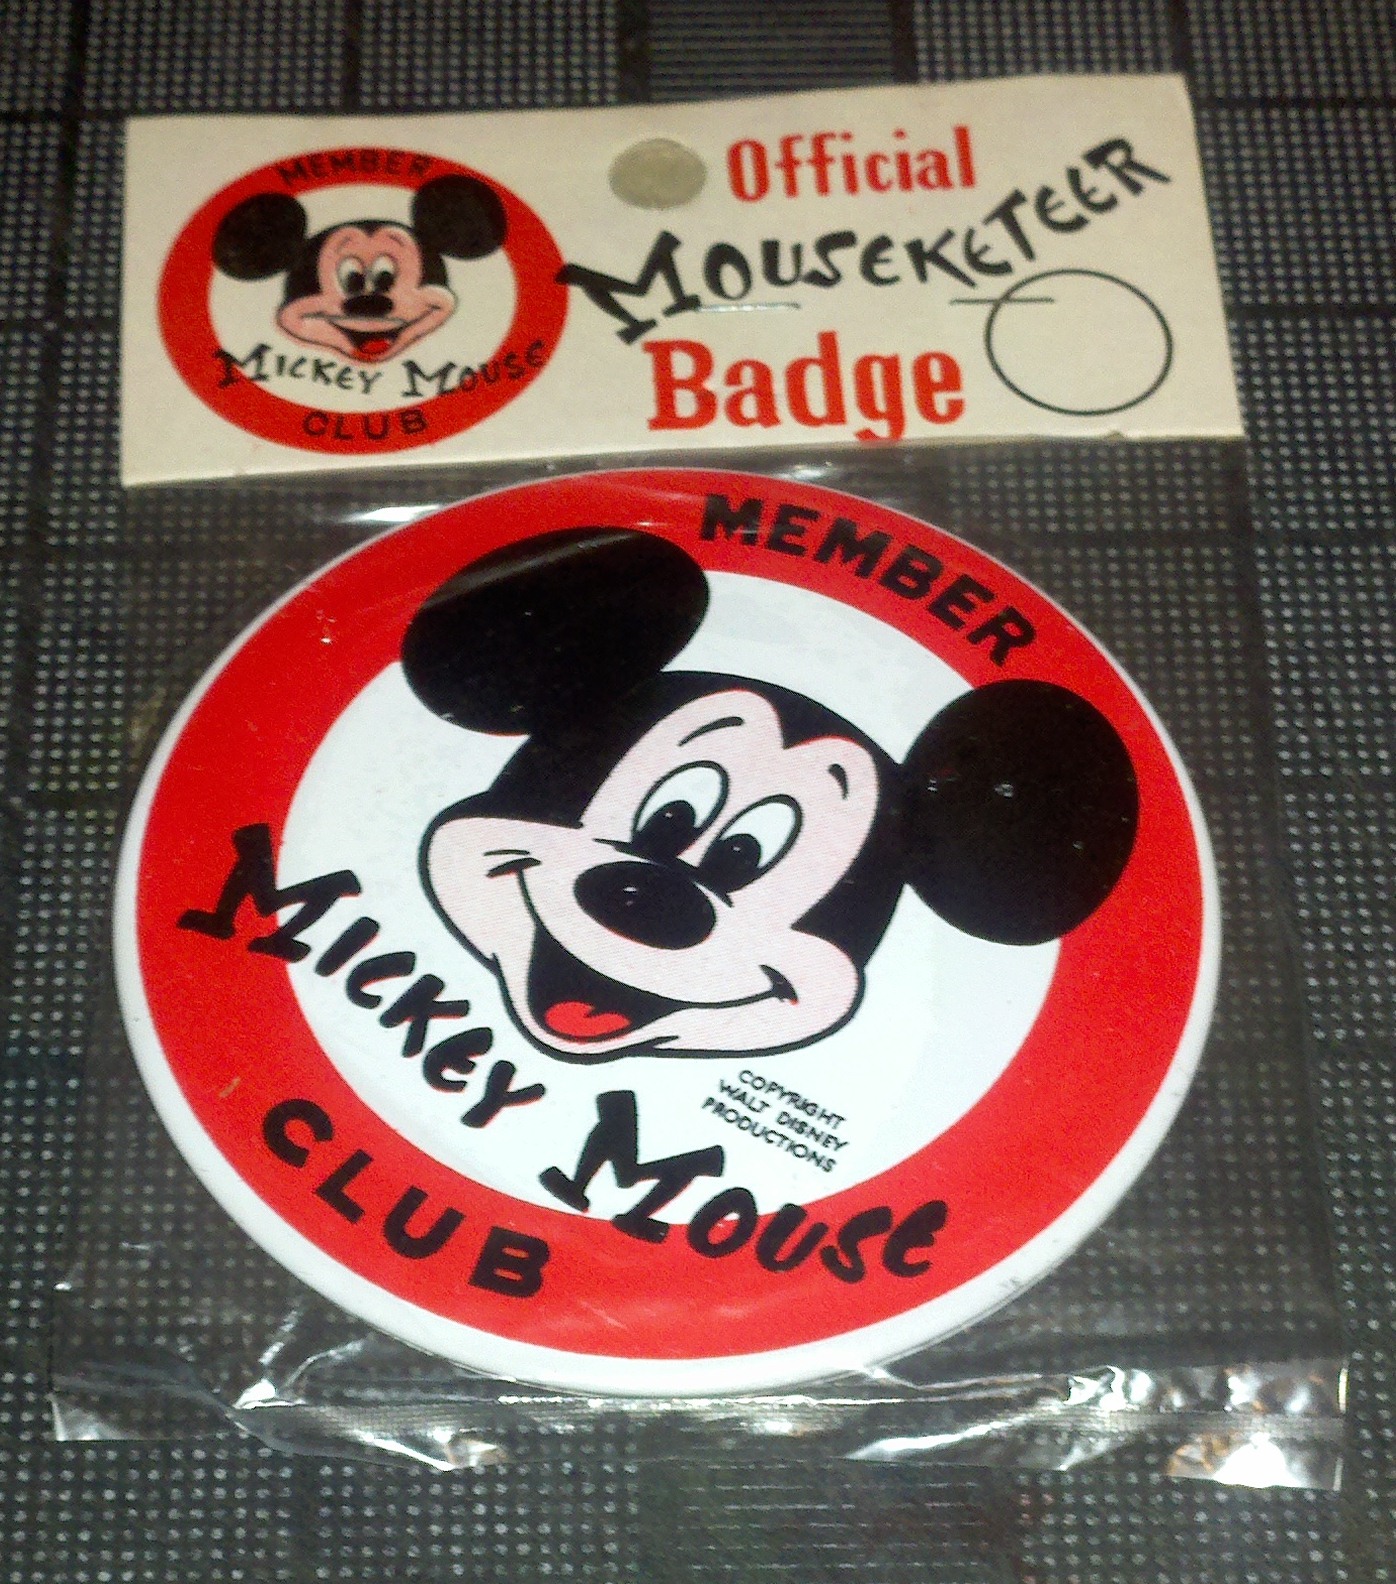 MEMBER
MICKEY MOUSE
CLUB
Official
MOUSEKETEER
Badge
MEMBER
MICKEY MOUSE
CLUB
COPYRIGHT
WALT DISNEY
PRODUCTIONS